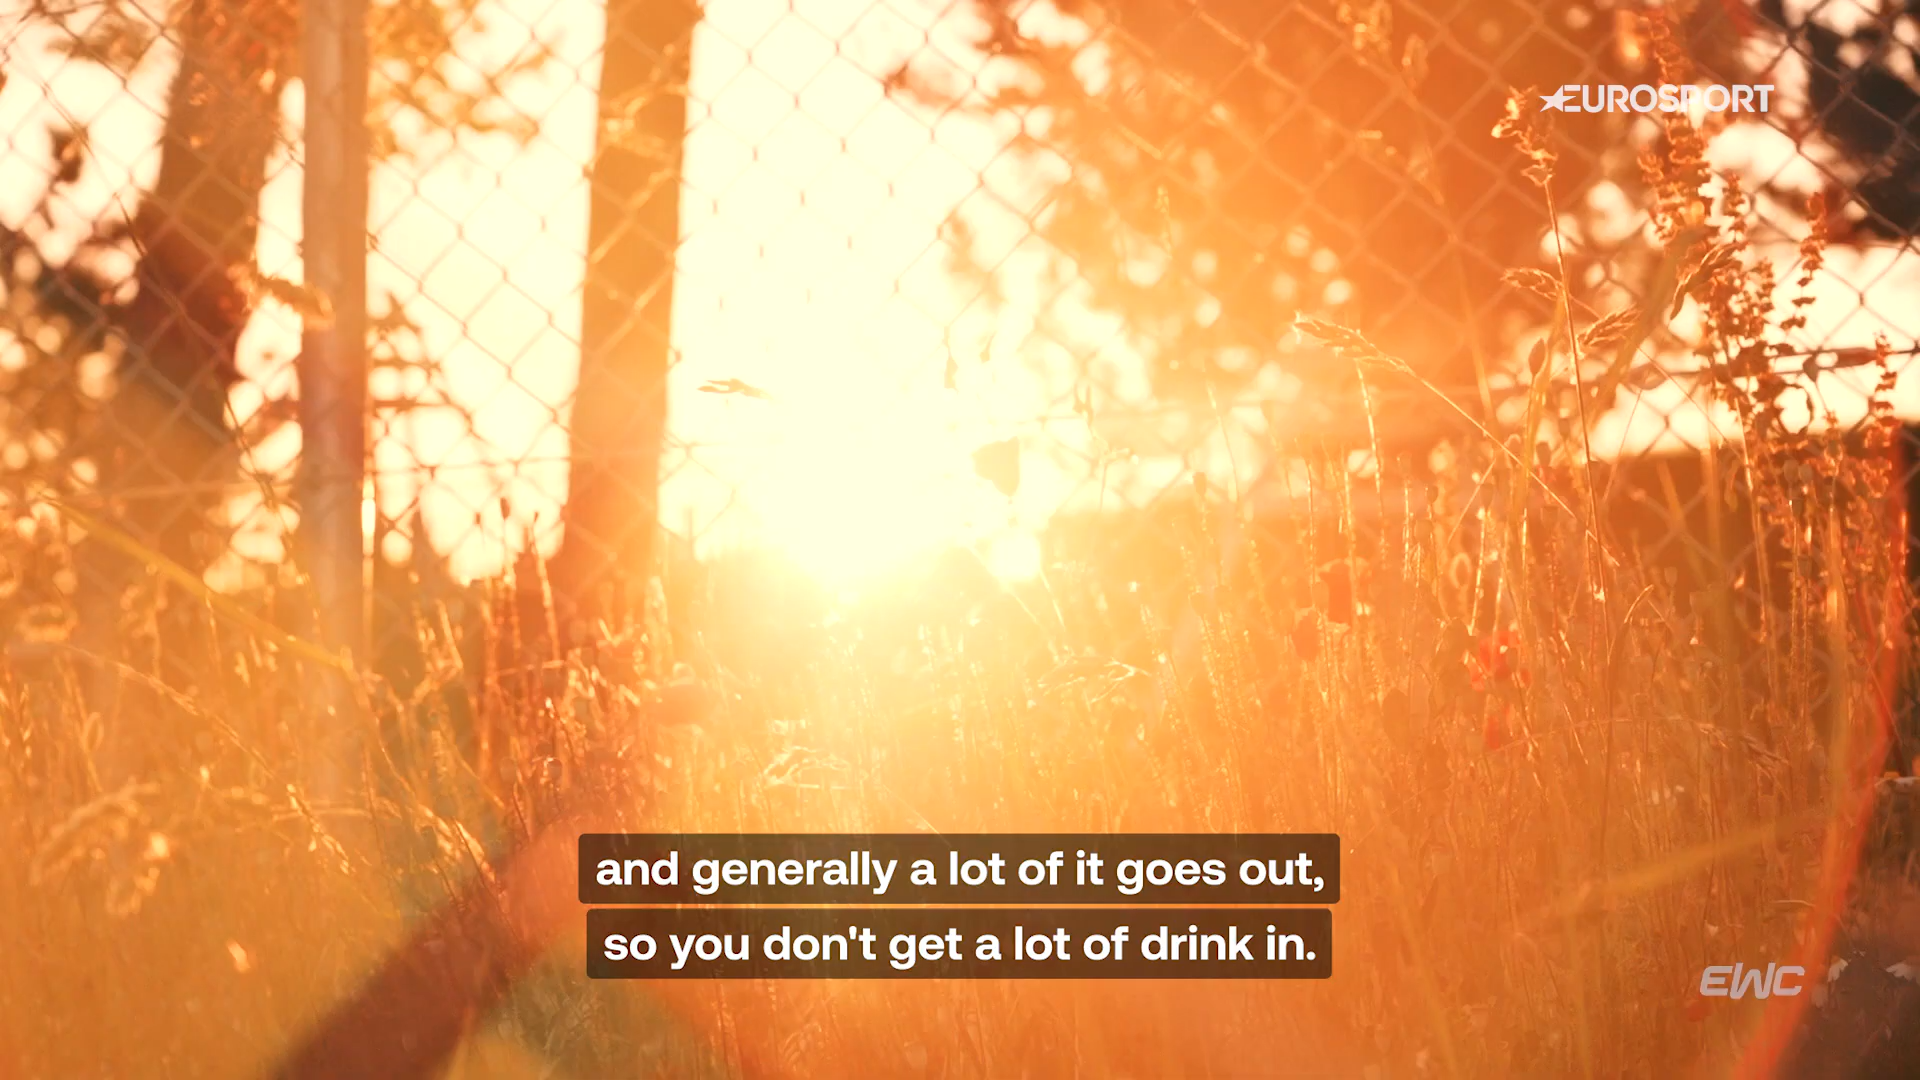 EUROSPORT
and generally a lot of it goes out,
so you don't get a lot of drink in.
EWC